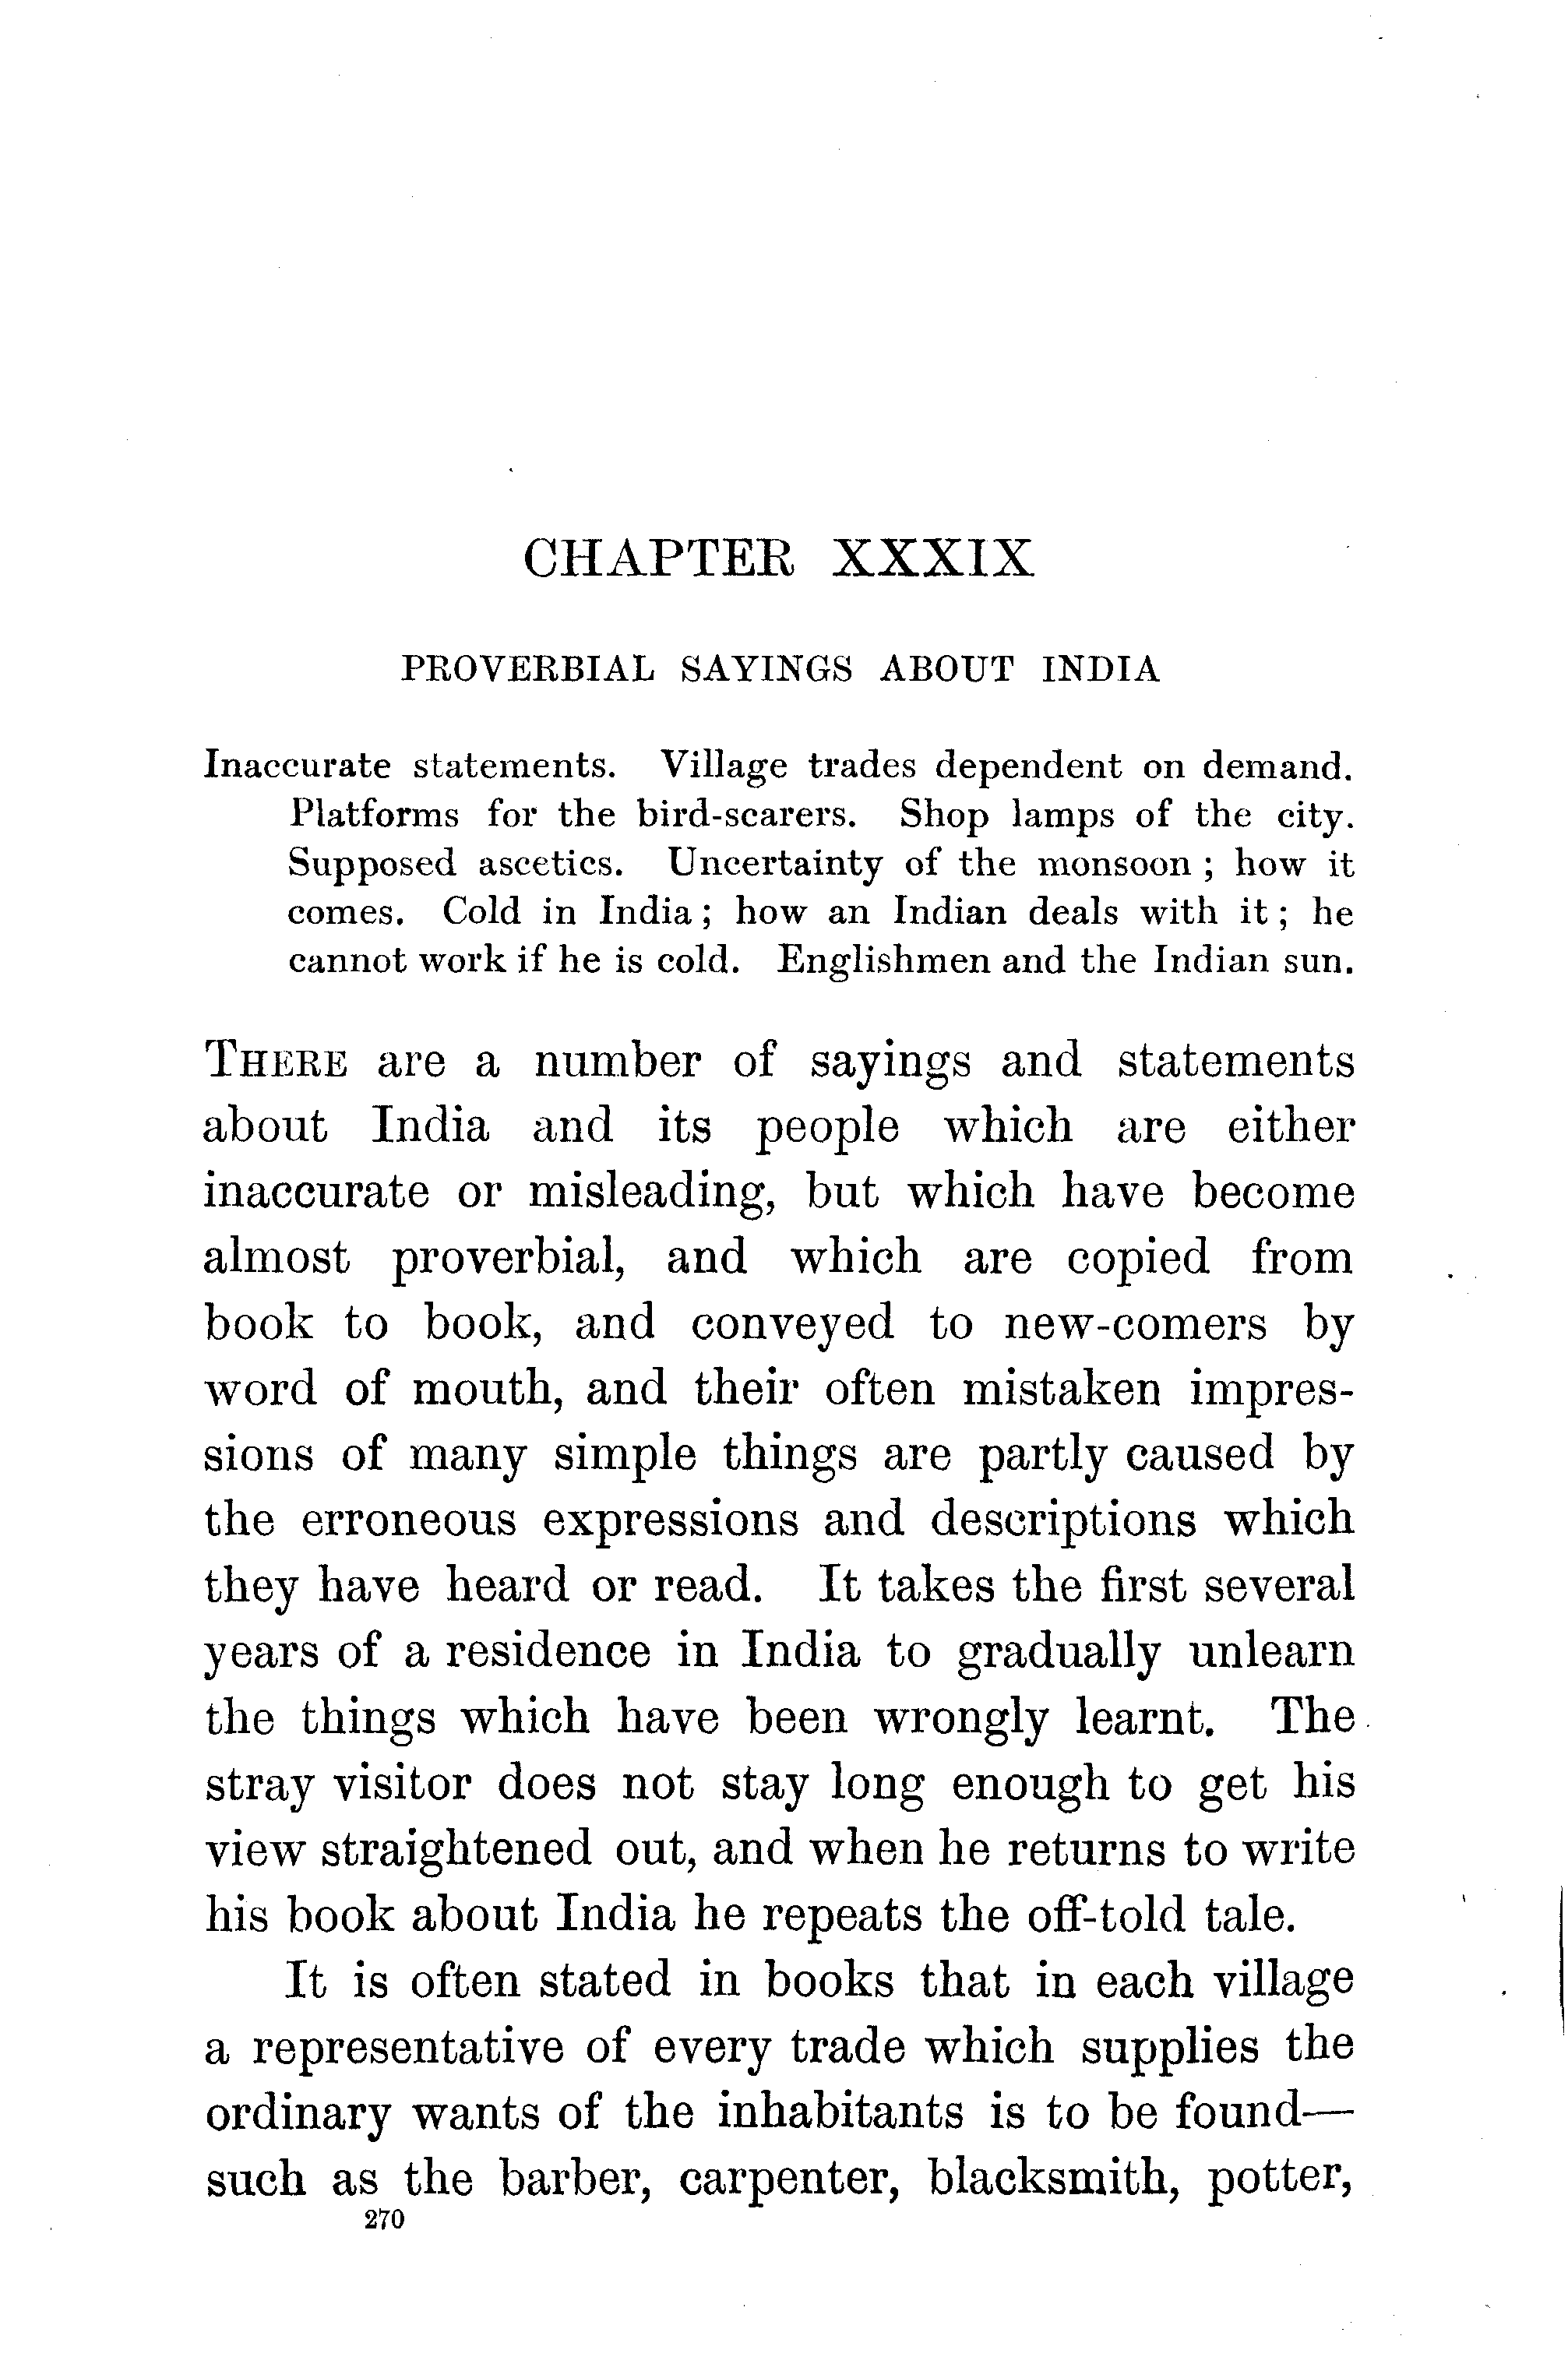 CHAPTER XXXIX
PROVERBIAL SAYINGS ABOUT INDIA
Inaccurate statements. Village trades dependent on demand.
Platforms for the bird-scarers. Shop lamps of the city.
Supposed ascetics. Uncertainty of the monsoon ; how it
comes. Cold in India ; how an Indian deals with it ; he
cannot work if he is cold. Englishmen and the Indian sun.
THERE are a number of sayings and statements
about India and its people which are either
inaccurate or misleading, but which have become
almost proverbial, and which are copied from
book to book, and conveyed to new-comers by
word of mouth, and their often mistaken impres-
sions of many simple things are partly caused by
the erroneous expressions and descriptions which
they have heard or read. It takes the first several
years of a residence in India to gradually unlearn
the things which have been wrongly learnt. The
stray visitor does not stay long enough to get his
view straightened out, and when he returns to write
his book about India he repeats the off-told tale.
It is often stated in books that in each village
a representative of every trade which supplies the
ordinary wants of the inhabitants is to be found—
such as the barber, carpenter, blacksmith, potter,
270